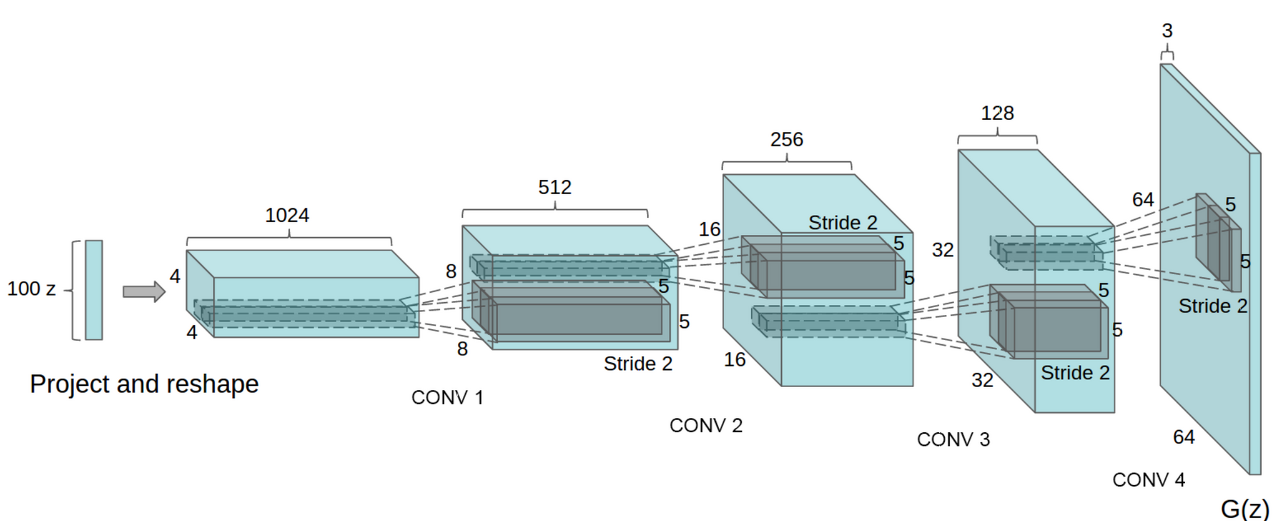 100 z
Project and reshape
4
4
1024
CONV 1
8
8
512
5
5
Stride 2
CONV 2
16
16
256
Stride 2
5
5
CONV 3
32
32
128
5
5
Stride 2
CONV 4
64
64
3
5
5
Stride 2
G(z)